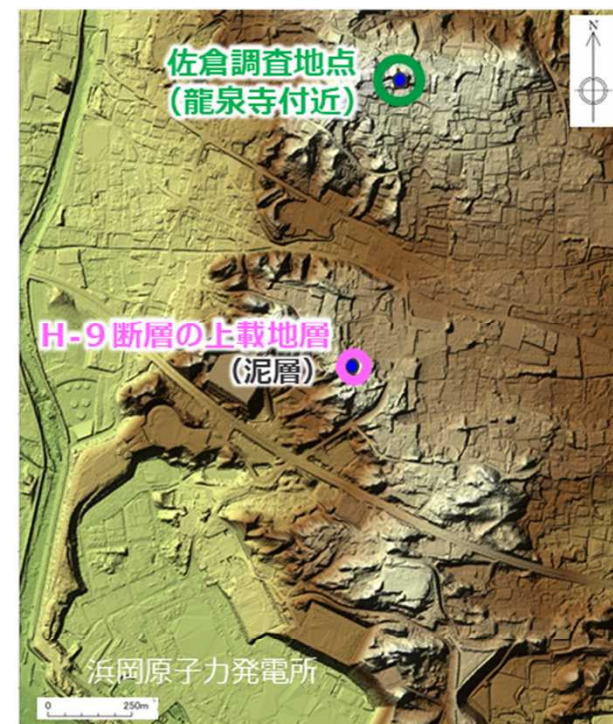 佐倉調査地点
(龍泉寺付近)
N
H-9断層の上載地層
(泥層)
浜岡原子力発電所
0 250m